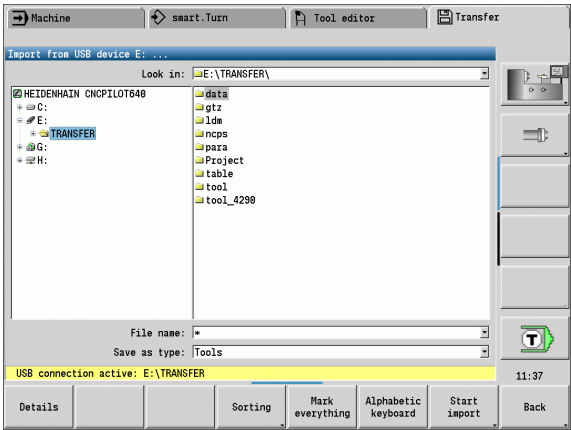 Machine
smart.Turn
Tool editor
Transfer
Import from USB device E: ...
Look in:
E:\TRANSFER\
HEIDENHAIN CNCPILOT640
C:
E:
TRANSFER
G:
H:
data
gtz
ldm
ncps
para
Project
table
tool
tool_4290
File name:
*
Save as type:
Tools
T
USB connection active: E:\TRANSFER
11:37
Details
Sorting
Mark
everything
Alphabetic
keyboard
Start
import
Back